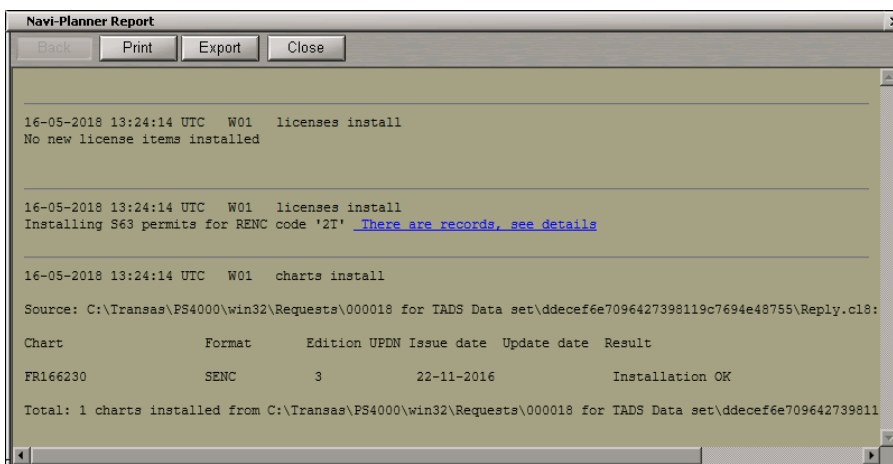 Navi-Planner Report
Back Print Export Close
16-05-2018 13:24:14 UTC W01 licenses install
No new license items installed
16-05-2018 13:24:14 UTC W01 licenses install
Installing S63 permits for RENC code '2T' There are records, see details
16-05-2018 13:24:14 UTC W01 charts install
Source: C:\Transas\PS4000\win32\Requests\000018 for TADS Data set\ddecef6e7096427398119c7694e48755\Reply.cl8:
Chart Format Edition UPDN Issue date Update date Result
FR166230 SENC 3 22-11-2016 Installation OK
Total: 1 charts installed from C:\Transas\PS4000\win32\Requests\000018 for TADS Data set\ddecef6e709642739811